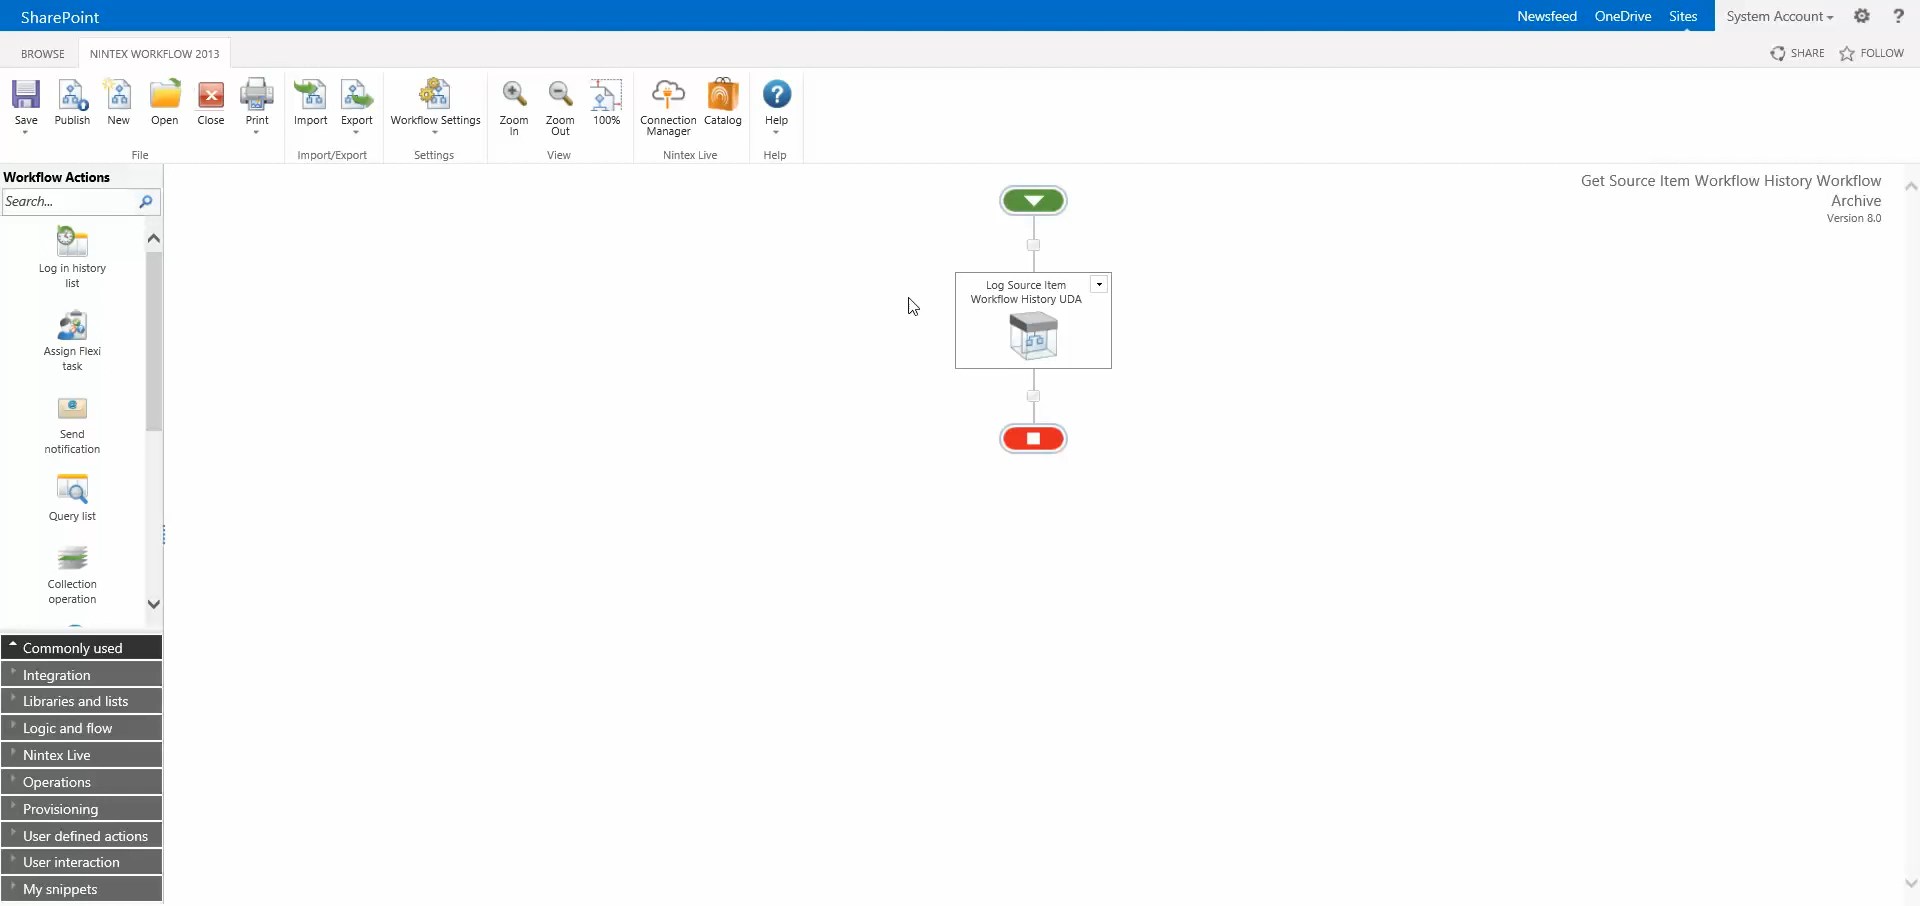 SharePoint
Newsfeed OneDrive Sites System Account ?
BROWSE NINTEX WORKFLOW 2013
SHARE FOLLOW
Save Publish New Open Close Print Import Export Workflow Settings Zoom In Zoom Out 100% Connection Manager Catalog Help
File Import/Export Settings View Nintex Live Help
Workflow Actions
Search...
Log in history
list
Assign Flexi
task
Send
notification
Query list
Collection
operation
Commonly used
Integration
Libraries and lists
Logic and flow
Nintex Live
Operations
Provisioning
User defined actions
User interaction
My snippets
Log Source Item
Workflow History UDA
Get Source Item Workflow History Workflow
Archive
Version 8.0